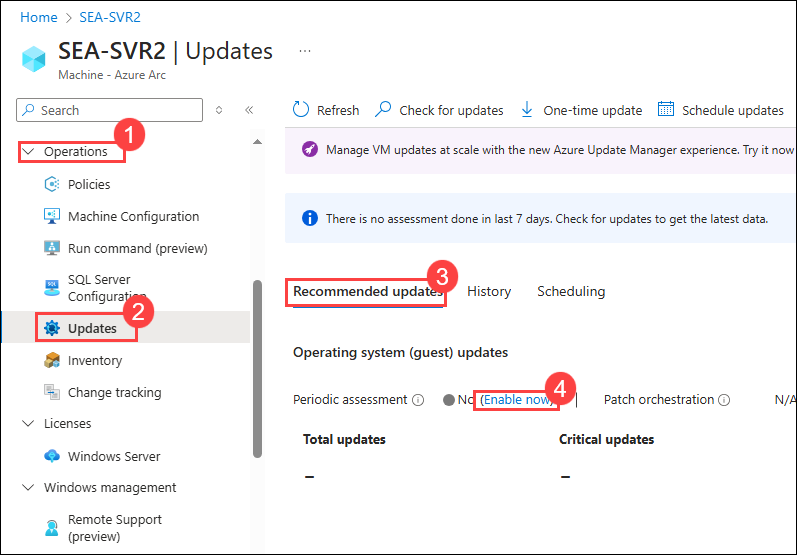 Home > SEA-SVR2
SEA-SVR2 | Updates ...
Machine - Azure Arc
Search
Refresh Check for updates One-time update Schedule updates
1
Operations
Manage VM updates at scale with the new Azure Update Manager experience. Try it now
Policies
Machine Configuration
There is no assessment done in last 7 days. Check for updates to get the latest data.
Run command (preview)
SQL Server
Configuration
3
Recommended updates History Scheduling
2
Updates
Operating system (guest) updates
Inventory
4
Change tracking
Periodic assessment No (Enable now) Patch orchestration N/A
Licenses
Total updates Critical updates
Windows Server
– –
Windows management
Remote Support
(preview)